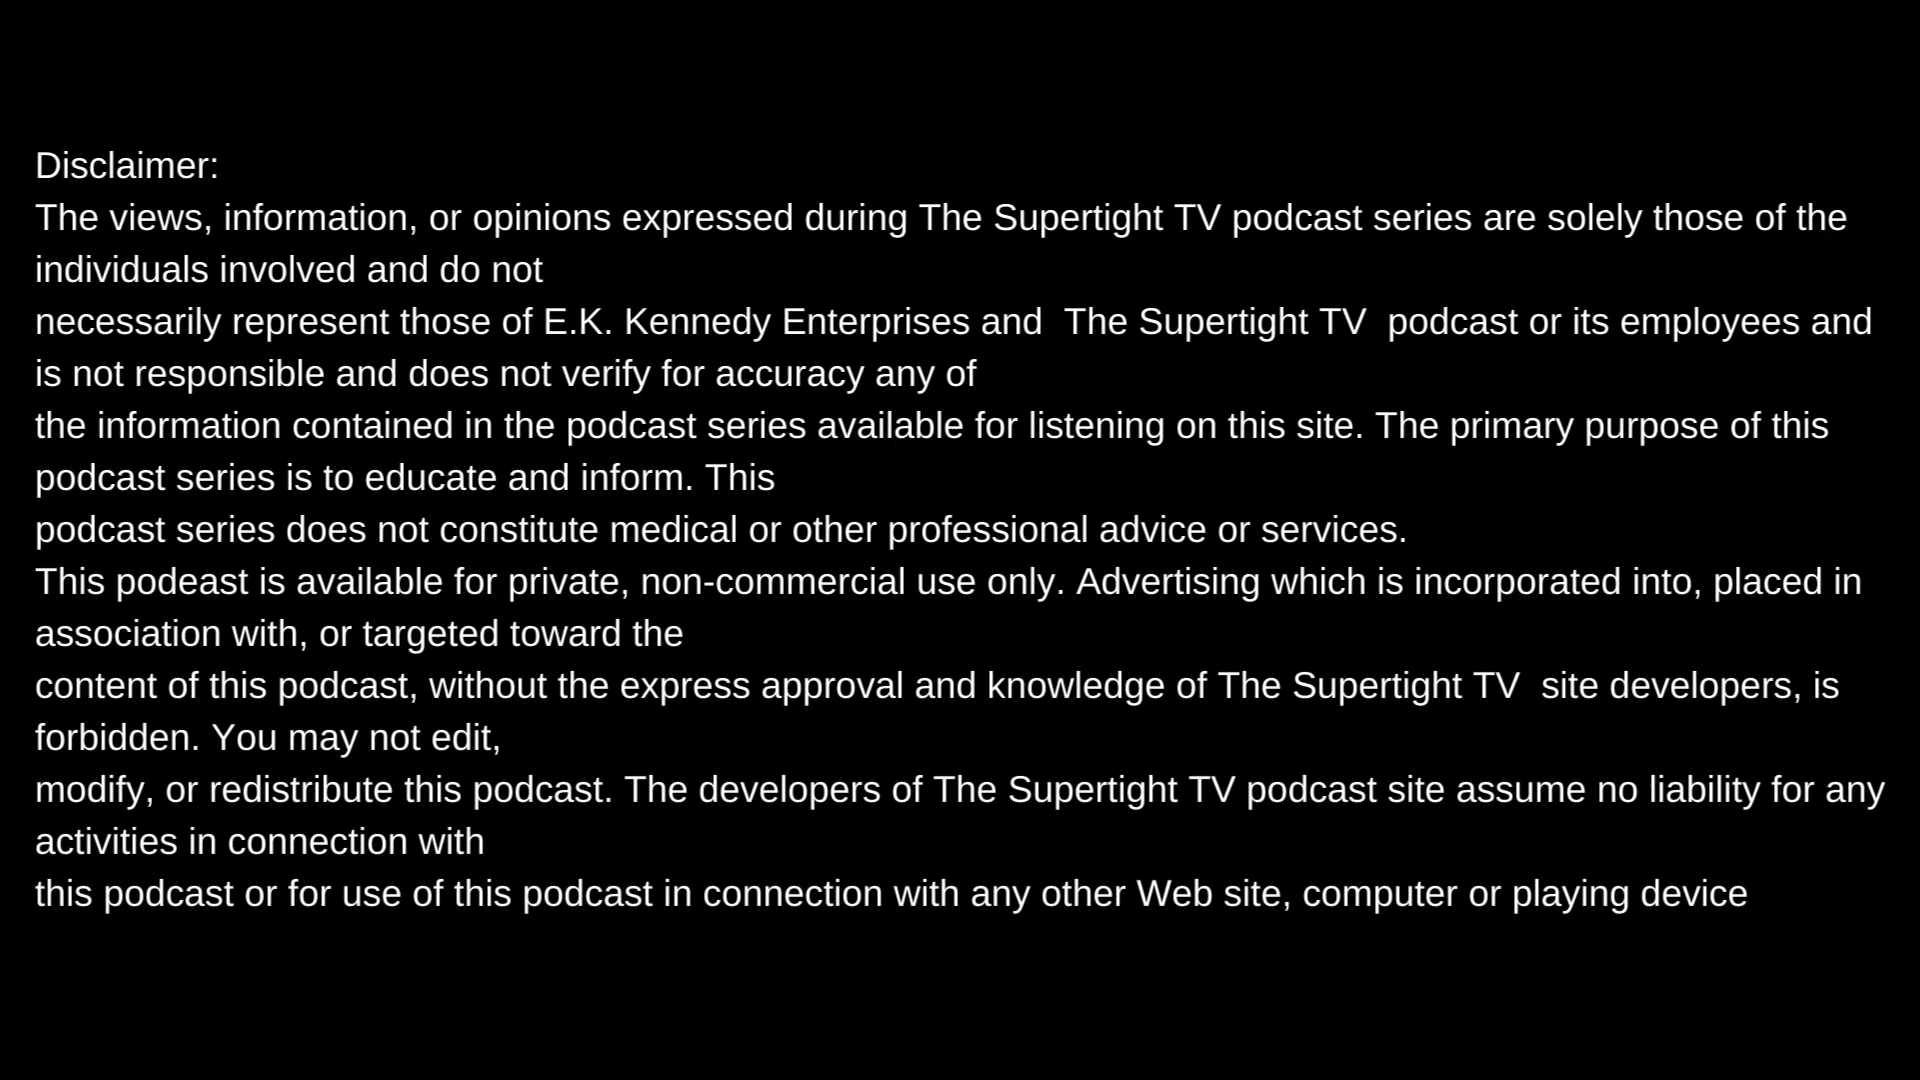 Disclaimer:
The views, information, or opinions expressed during The Supertight TV podcast series are solely those of the
individuals involved and do not
necessarily represent those of E.K. Kennedy Enterprises and  The Supertight TV  podcast or its employees and
is not responsible and does not verify for accuracy any of
the information contained in the podcast series available for listening on this site. The primary purpose of this
podcast series is to educate and inform. This
podcast series does not constitute medical or other professional advice or services.
This podeast is available for private, non-commercial use only. Advertising which is incorporated into, placed in
association with, or targeted toward the
content of this podcast, without the express approval and knowledge of The Supertight TV  site developers, is
forbidden. You may not edit,
modify, or redistribute this podcast. The developers of The Supertight TV podcast site assume no liability for any
activities in connection with
this podcast or for use of this podcast in connection with any other Web site, computer or playing device